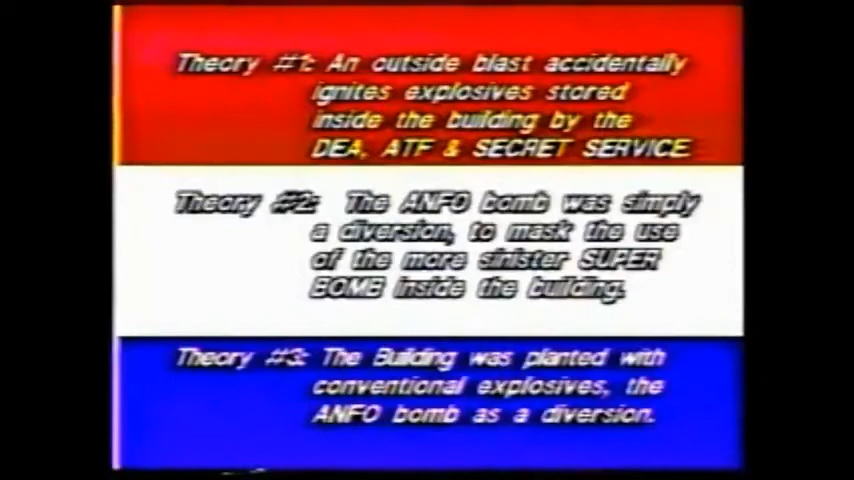 Theory #1: An outside blast accidentally
ignites explosives stored
inside the building by the
DEA, ATF & SECRET SERVICE.
Theory #2: The ANFO bomb was simply
a diversion, to mask the use
of the more sinister SUPER
BOMB inside the building.
Theory #3: The Building was planted with
conventional explosives, the
ANFO bomb as a diversion.